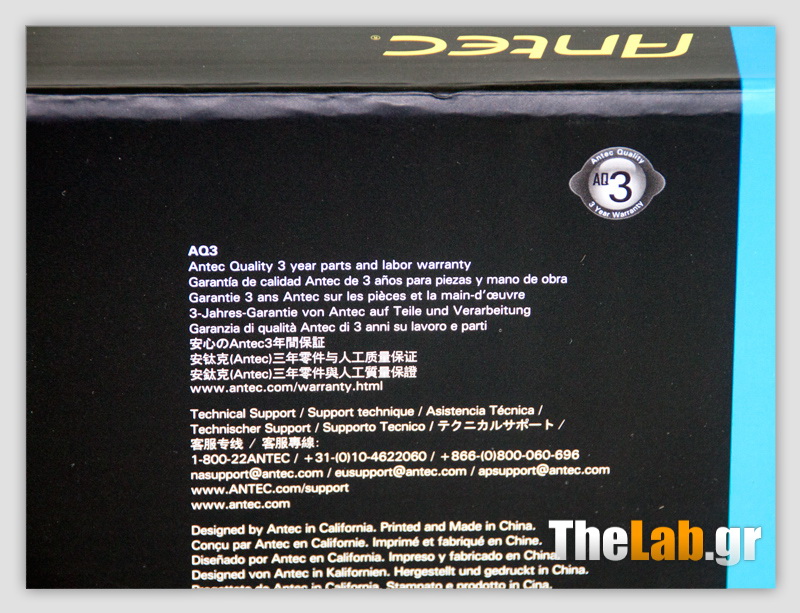 Antec
Antec Quality
AQ3
3 Year Warranty
AQ3
Antec Quality 3 year parts and labor warranty
Garantía de calidad Antec de 3 años para piezas y mano de obra
Garantie 3 ans Antec sur les pièces et la main-d'œuvre
3-Jahres-Garantie von Antec auf Teile und Verarbeitung
Garanzia di qualità Antec di 3 anni su lavoro e parti
安心のAntec3年間保証
安钛克(Antec)三年零件与人工质量保证
安鈦克(Antec)三年零件與人工質量保證
www.antec.com/warranty.html
Technical Support / Support technique / Asistencia Técnica /
Technischer Support / Supporto Tecnico / テクニカルサポート /
客服专线 / 客服專線:
1-800-22ANTEC / +31-(0)10-4622060 / +866-(0)800-060-696
nasupport@antec.com / eusupport@antec.com / apsupport@antec.com
www.ANTEC.com/support
www.antec.com
Designed by Antec in California. Printed and Made in China.
Conçu par Antec en Californie. Imprimé et fabriqué en Chine.
Diseñado por Antec en California. Impreso y fabricado en China
Designed von Antec in Kalifornien. Hergestellt und gedruckt in China.
Progettato da Antec in California. Stampato e prodotto in Cina.
TheLab.gr